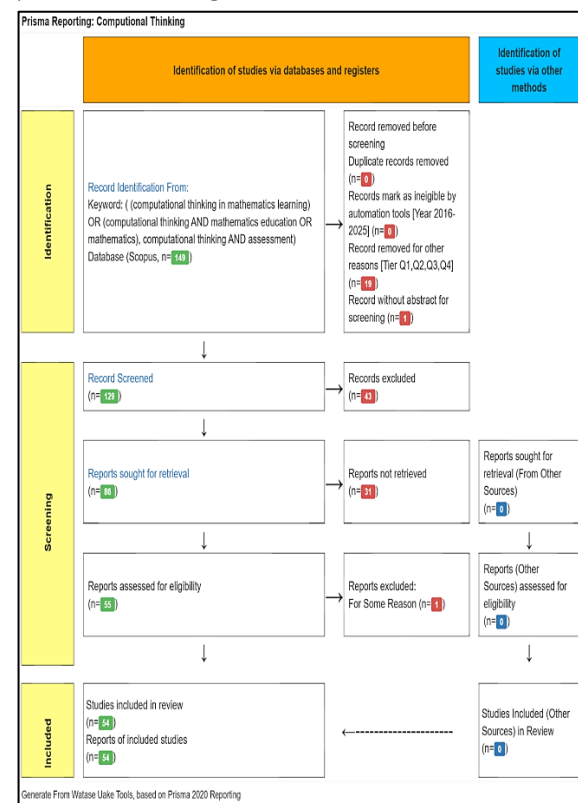 Prisma Reporting: Computional Thinking
Identification of studies via databases and registers
Identification of
studies via other
methods
Identification
Record Identification From:
Keyword: ( (computational thinking in mathematics learning)
OR (computational thinking AND mathematics education OR
mathematics), computational thinking AND assessment)
Database (Scopus, n=149)
→
Record removed before
screening
Duplicate records removed
(n=0)
Records mark as ineigible by
automation tools [Year 2016-
2025] (n=0)
Record removed for other
reasons [Tier Q1,Q2,Q3,Q4]
(n=19)
Record without abstract for
screening (n=1)
↓
Screening
Record Screened
(n=129)
→
Records excluded
(n=43)
↓
Reports sought for retrieval
(n=86)
→
Reports not retrieved
(n=31)
Reports sought for
retrieval (From Other
Sources)
(n=0)
↓
↓
Reports assessed for eligibility
(n=55)
→
Reports excluded:
For Some Reason (n=1)
Reports (Other
Sources) assessed for
eligibility
(n=0)
↓
↓
Included
Studies included in review
(n=54)
Reports of included studies
(n=54)
Studies Included (Other
Sources) in Review
(n=0)
Generate From Watase Uake Tools, based on Prisma 2020 Reporting